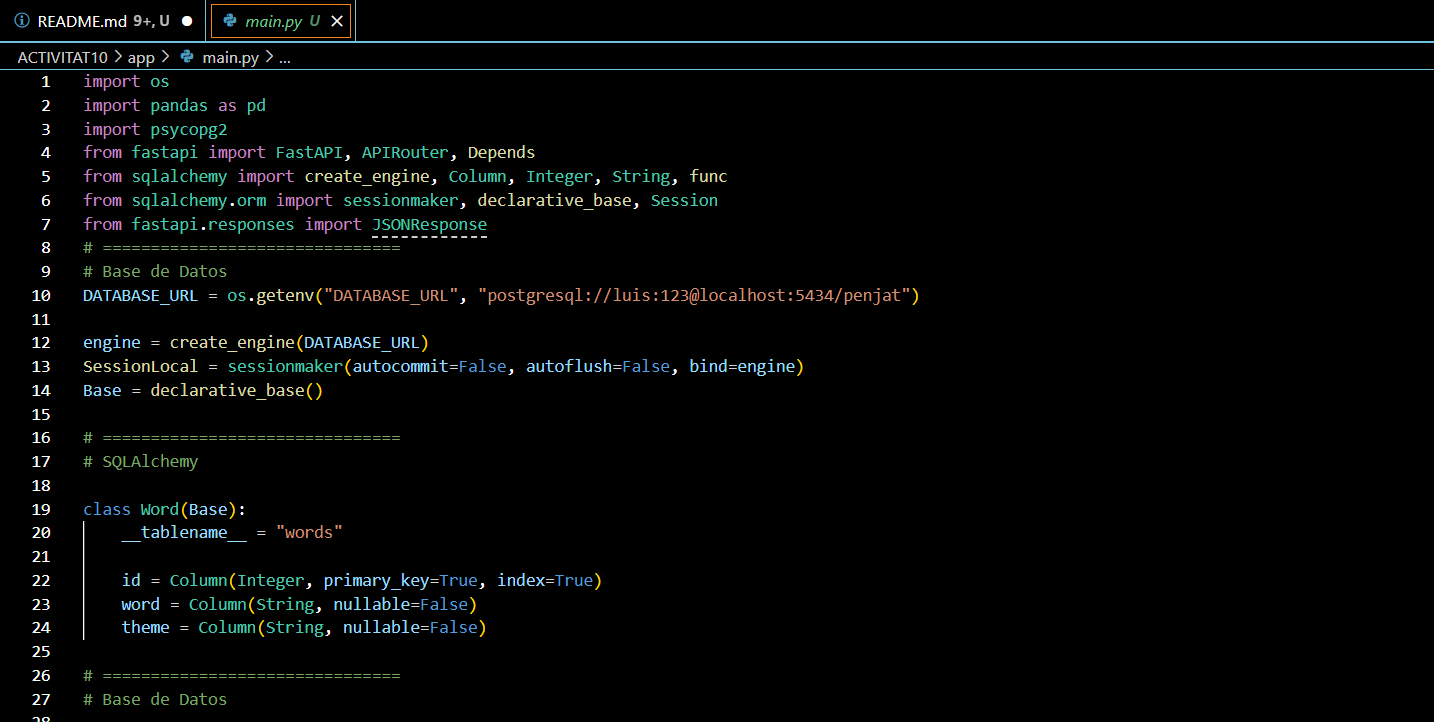 README.md 9+, U
main.py U
ACTIVITAT10 > app > main.py > ...
1 import os
2 import pandas as pd
3 import psycopg2
4 from fastapi import FastAPI, APIRouter, Depends
5 from sqlalchemy import create_engine, Column, Integer, String, func
6 from sqlalchemy.orm import sessionmaker, declarative_base, Session
7 from fastapi.responses import JSONResponse
8 # ===============================
9 # Base de Datos
10 DATABASE_URL = os.getenv("DATABASE_URL", "postgresql://luis:123@localhost:5434/penjat")
11
12 engine = create_engine(DATABASE_URL)
13 SessionLocal = sessionmaker(autocommit=False, autoflush=False, bind=engine)
14 Base = declarative_base()
15
16 # ===============================
17 # SQLAlchemy
18
19 class Word(Base):
20     __tablename__ = "words"
21
22     id = Column(Integer, primary_key=True, index=True)
23     word = Column(String, nullable=False)
24     theme = Column(String, nullable=False)
25
26 # ===============================
27 # Base de Datos
28